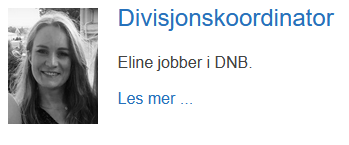 Divisjonskoordinator
Eline jobber i DNB.
Les mer ...